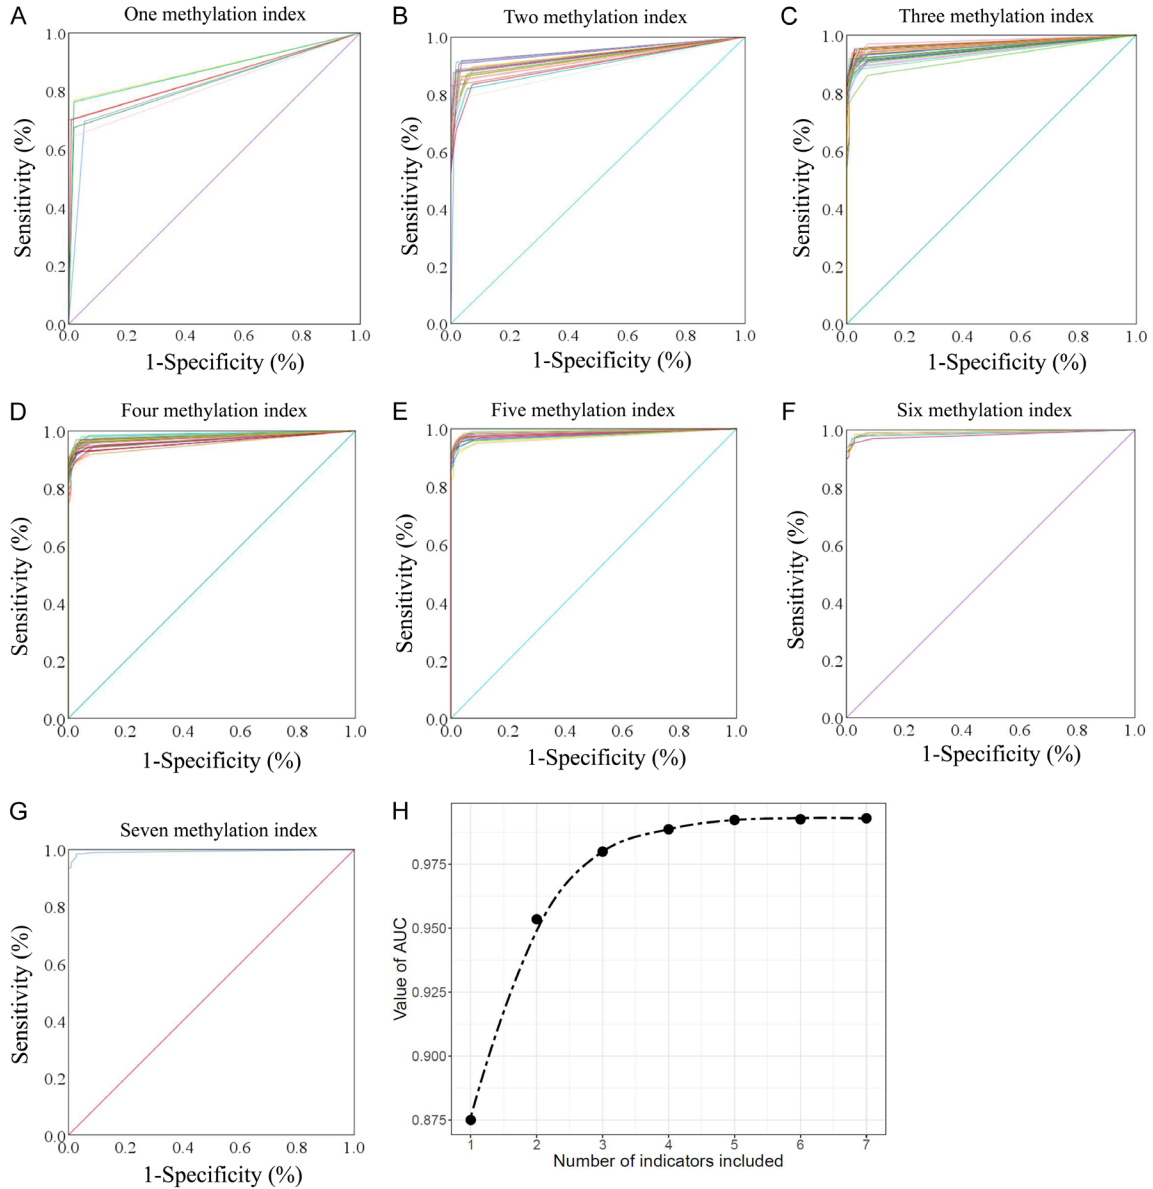 A
One methylation index
1.0
0.8
0.6
0.4
0.2
0.0
0.0 0.2 0.4 0.6 0.8 1.0
Sensitivity (%)
1-Specificity (%)
B
Two methylation index
1.0
0.8
0.6
0.4
0.2
0.0
0.0 0.2 0.4 0.6 0.8 1.0
Sensitivity (%)
1-Specificity (%)
C
Three methylation index
1.0
0.8
0.6
0.4
0.2
0.0
0.0 0.2 0.4 0.6 0.8 1.0
Sensitivity (%)
1-Specificity (%)
D
Four methylation index
1.0
0.8
0.6
0.4
0.2
0.0
0.0 0.2 0.4 0.6 0.8 1.0
Sensitivity (%)
1-Specificity (%)
E
Five methylation index
1.0
0.8
0.6
0.4
0.2
0.0
0.0 0.2 0.4 0.6 0.8 1.0
Sensitivity (%)
1-Specificity (%)
F
Six methylation index
1.0
0.8
0.6
0.4
0.2
0.0
0.0 0.2 0.4 0.6 0.8 1.0
Sensitivity (%)
1-Specificity (%)
G
Seven methylation index
1.0
0.8
0.6
0.4
0.2
0.0
0.0 0.2 0.4 0.6 0.8 1.0
Sensitivity (%)
1-Specificity (%)
H
0.975
0.950
0.925
0.900
0.875
1 2 3 4 5 6 7
Value of AUC
Number of indicators included